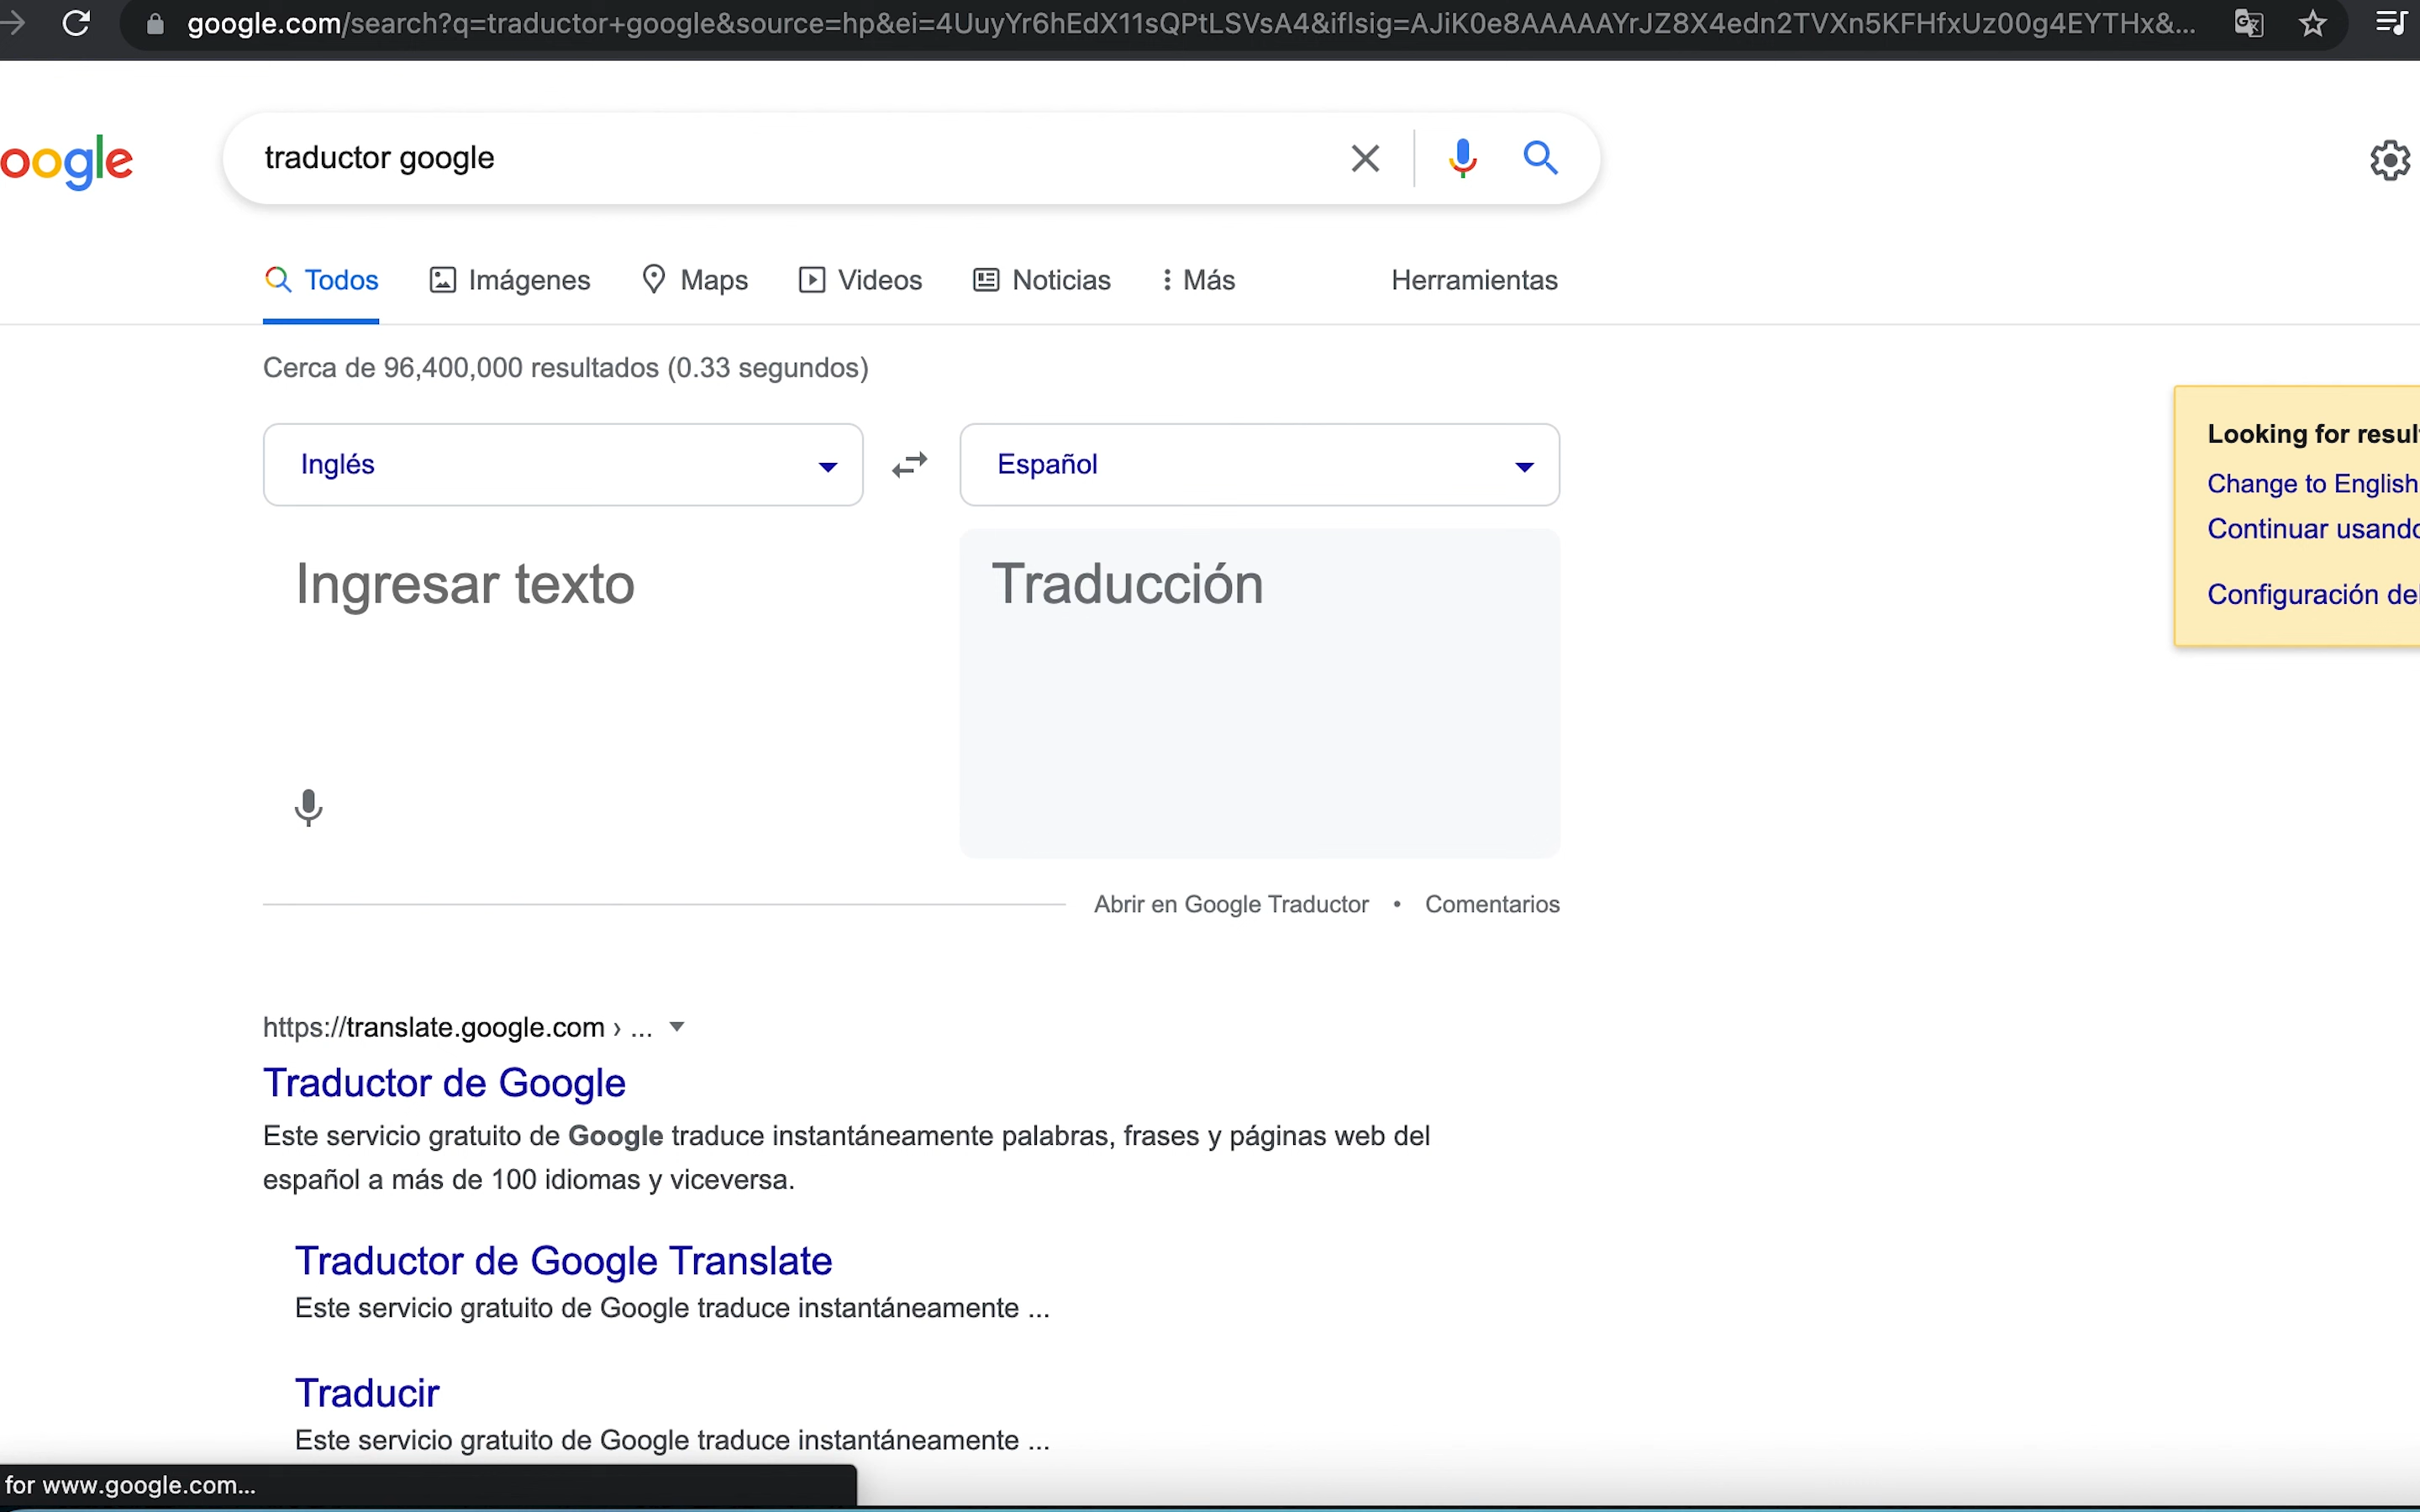 google.com/search?q=traductor+google&source=hp&ei=4UuyYr6hEdX11sQPtLSVsA4&iflsig=AJiK0e8AAAAAYrJZ8X4edn2TVXn5KFHfxUz00g4EYTHx&...
oogle
traductor google
Todos Imágenes Maps Videos Noticias Más Herramientas
Cerca de 96,400,000 resultados (0.33 segundos)
Inglés Español
Ingresar texto Traducción
Looking for resul
Change to English
Continuar usando
Configuración del
Abrir en Google Traductor • Comentarios
https://translate.google.com › ...
Traductor de Google
Este servicio gratuito de Google traduce instantáneamente palabras, frases y páginas web del
español a más de 100 idiomas y viceversa.
Traductor de Google Translate
Este servicio gratuito de Google traduce instantáneamente ...
Traducir
Este servicio gratuito de Google traduce instantáneamente ...
for www.google.com...